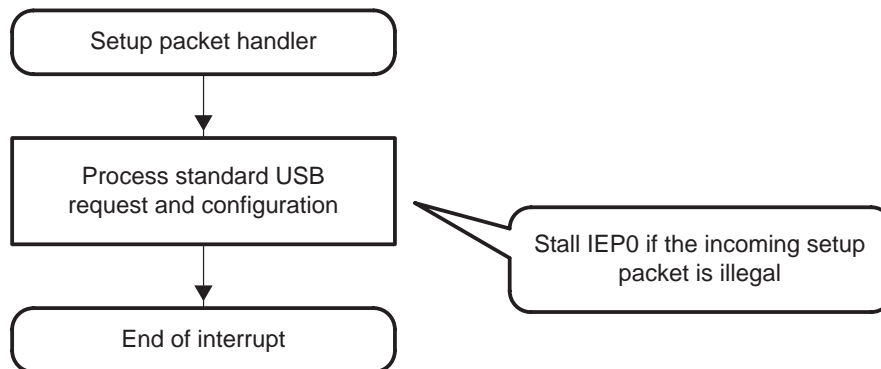 Setup packet handler
Process standard USB
request and configuration
Stall IEP0 if the incoming setup
packet is illegal
End of interrupt